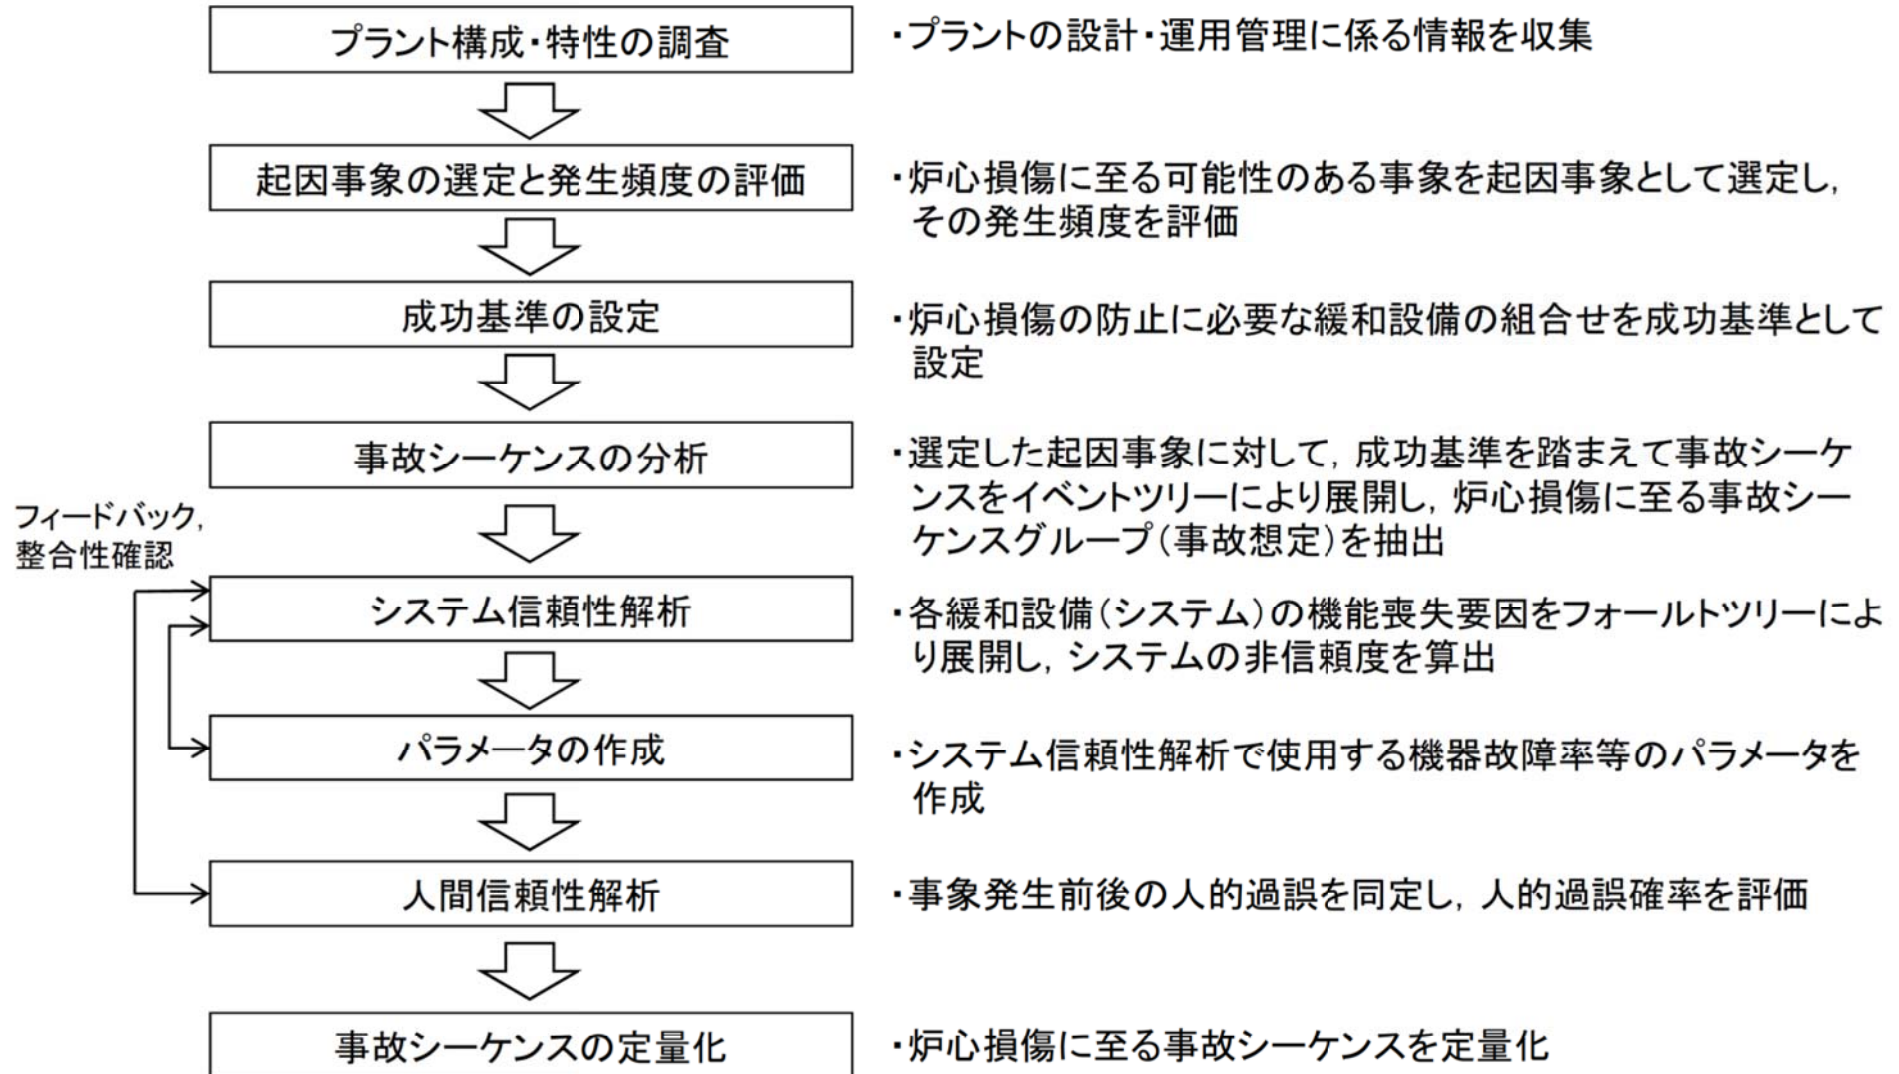 プラント構成・特性の調査
・プラントの設計・運用管理に係る情報を収集
起因事象の選定と発生頻度の評価
・炉心損傷に至る可能性のある事象を起因事象として選定し,
その発生頻度を評価
成功基準の設定
・炉心損傷の防止に必要な緩和設備の組合せを成功基準として
設定
事故シーケンスの分析
・選定した起因事象に対して, 成功基準を踏まえて事故シーケ
ンスをイベントツリーにより展開し, 炉心損傷に至る事故シー
ケンスグループ(事故想定)を抽出
フィードバック,
整合性確認
システム信頼性解析
・各緩和設備(システム)の機能喪失要因をフォールトツリーによ
り展開し, システムの非信頼度を算出
パラメータの作成
・システム信頼性解析で使用する機器故障率等のパラメータを
作成
人間信頼性解析
・事象発生前後の人的過誤を同定し, 人的過誤確率を評価
事故シーケンスの定量化
・炉心損傷に至る事故シーケンスを定量化